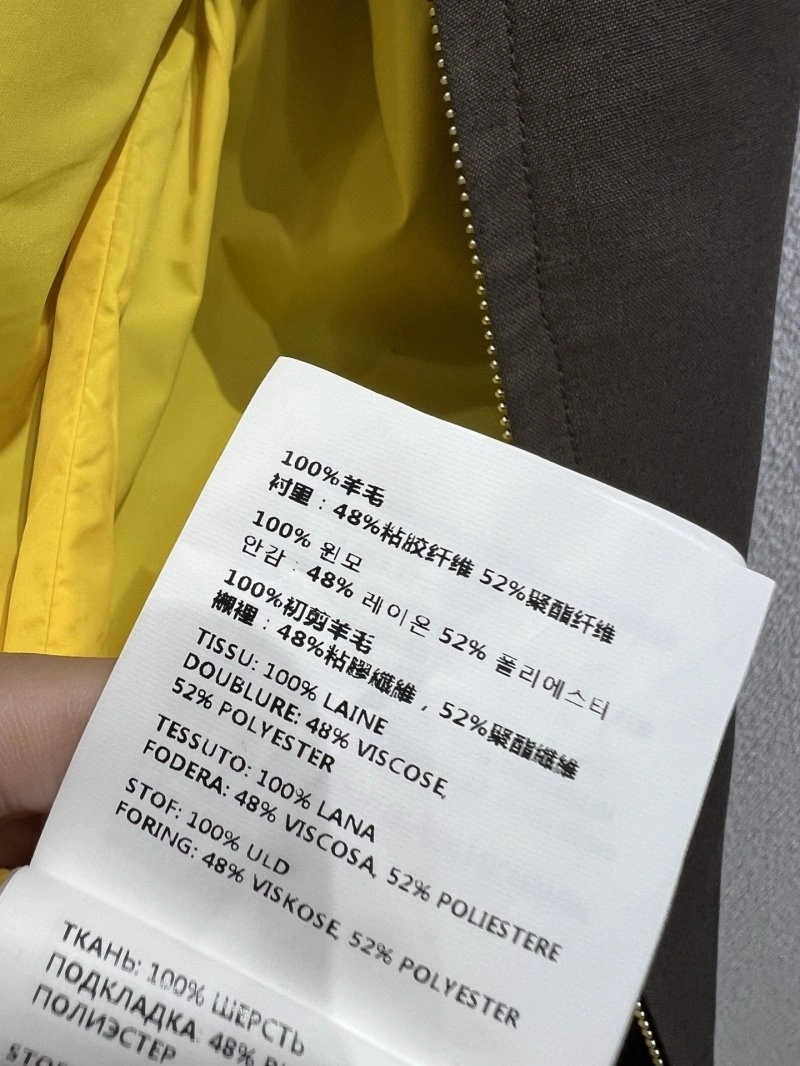 100%羊毛
衬里：48%粘胶纤维 52%聚酯纤维
100% 윈모
안감 : 48% 레이온 52% 폴리에스터
100%初剪羊毛
襯裡：48%粘膠纖維，52%聚酯纖維
TISSU: 100% LAINE
DOUBLURE: 48% VISCOSE,
52% POLYESTER
TESSUTO: 100% LANA
FODERA: 48% VISCOSA, 52% POLIESTERE
STOF: 100% ULD
FORING: 48% VISKOSE, 52% POLYESTER
ТКАНЬ: 100% ШЕРСТЬ
ПОДКЛАДКА 48%
ПОЛИЭСТЕР